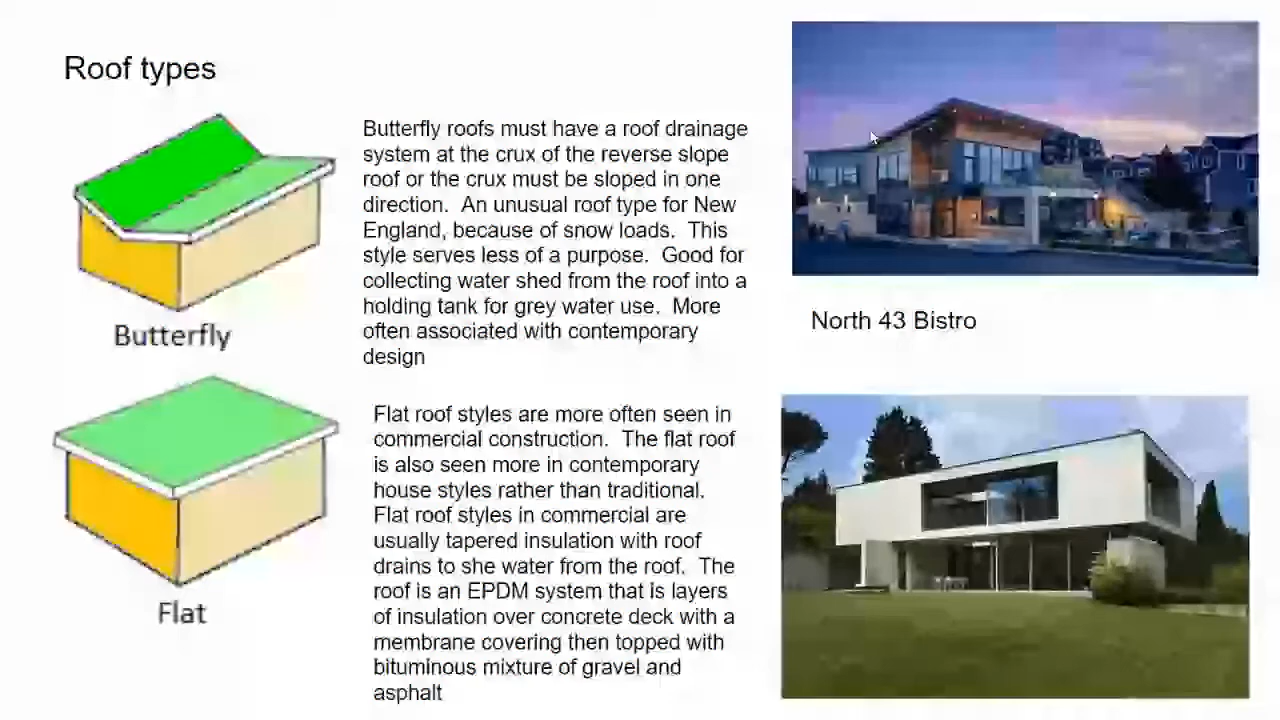 Roof types
Butterfly roofs must have a roof drainage
system at the crux of the reverse slope
roof or the crux must be sloped in one
direction.  An unusual roof type for New
England, because of snow loads.  This
style serves less of a purpose.  Good for
collecting water shed from the roof into a
holding tank for grey water use.  More
often associated with contemporary
design
Butterfly
North 43 Bistro
Flat roof styles are more often seen in
commercial construction.  The flat roof
is also seen more in contemporary
house styles rather than traditional.
Flat roof styles in commercial are
usually tapered insulation with roof
drains to she water from the roof.  The
roof is an EPDM system that is layers
of insulation over concrete deck with a
membrane covering then topped with
bituminous mixture of gravel and
asphalt
Flat